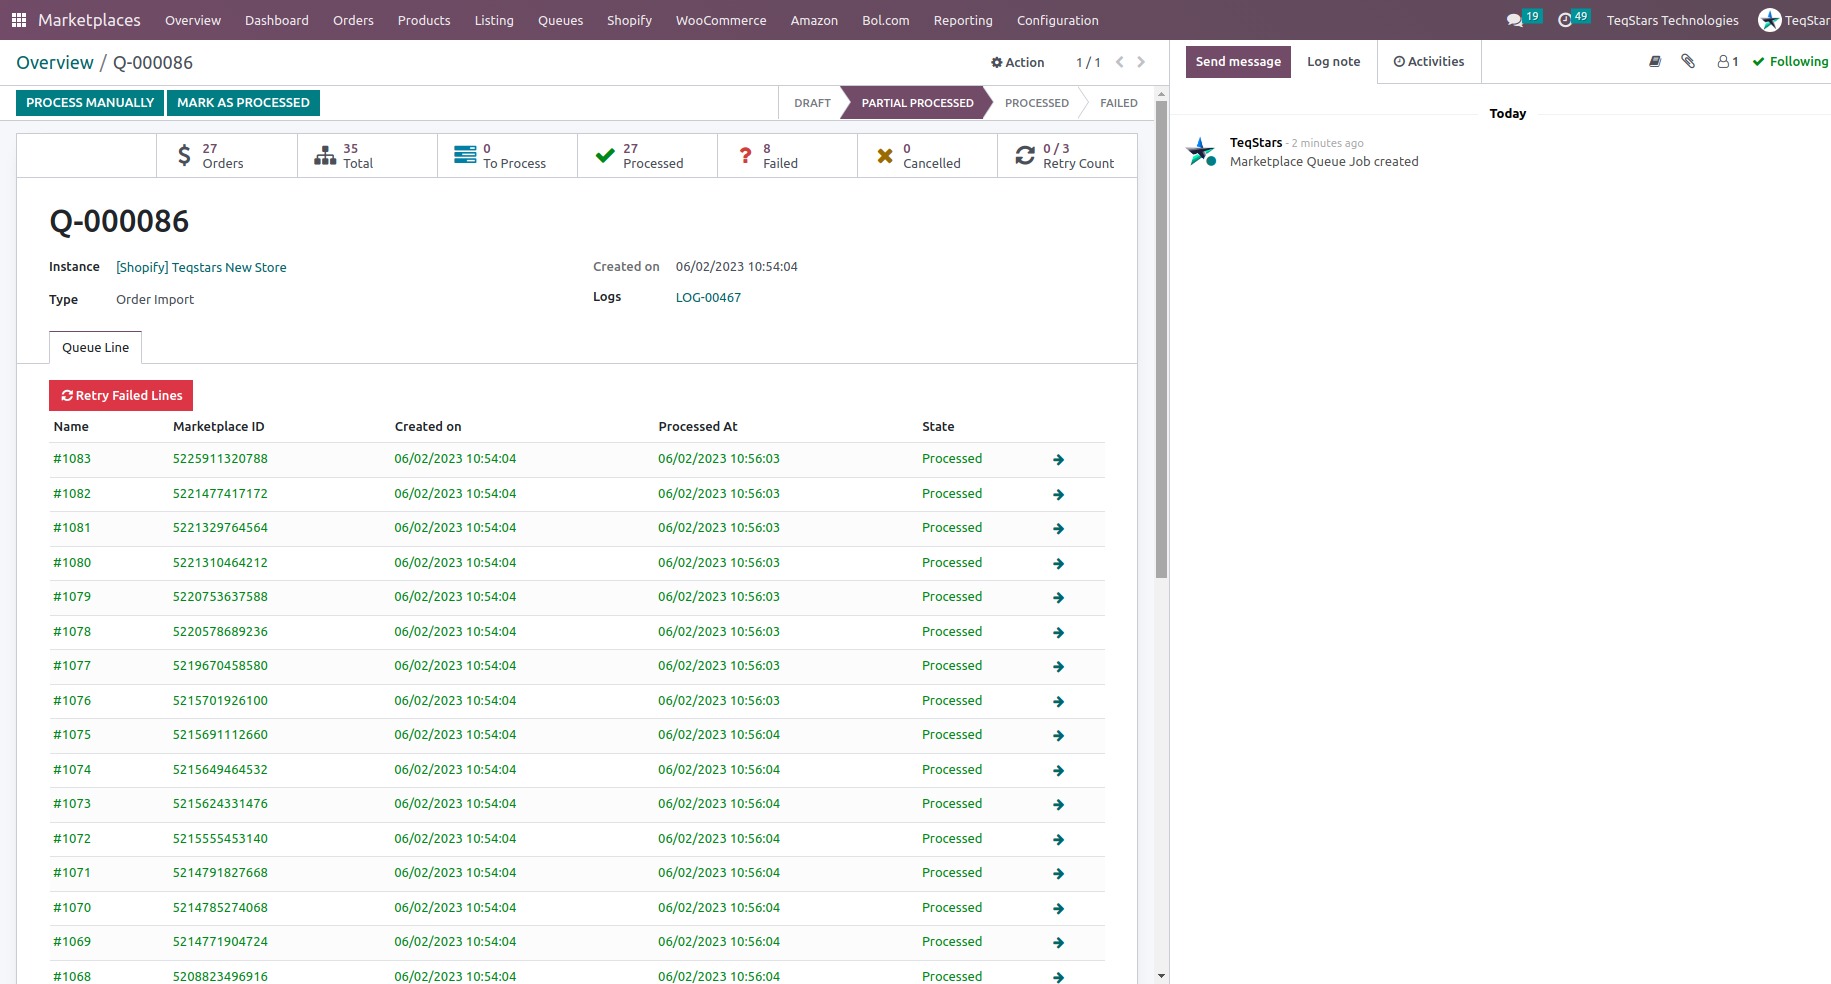 Marketplaces Overview Dashboard Orders Products Listing Queues Shopify WooCommerce Amazon Bol.com Reporting Configuration 19 49 TeqStars Technologies TeqStar
Overview / Q-000086 Action 1 / 1
Send message Log note Activities 1 Following
PROCESS MANUALLY MARK AS PROCESSED DRAFT PARTIAL PROCESSED PROCESSED FAILED
Today
27 Orders
35 Total
0 To Process
27 Processed
8 Failed
0 Cancelled
0 / 3 Retry Count
TeqStars - 2 minutes ago
Marketplace Queue Job created
Q-000086
Instance [Shopify] Teqstars New Store Created on 06/02/2023 10:54:04
Type Order Import Logs LOG-00467
Queue Line
Retry Failed Lines
Name Marketplace ID Created on Processed At State
#1083 5225911320788 06/02/2023 10:54:04 06/02/2023 10:56:03 Processed
#1082 5221477417172 06/02/2023 10:54:04 06/02/2023 10:56:03 Processed
#1081 5221329764564 06/02/2023 10:54:04 06/02/2023 10:56:03 Processed
#1080 5221310464212 06/02/2023 10:54:04 06/02/2023 10:56:03 Processed
#1079 5220753637588 06/02/2023 10:54:04 06/02/2023 10:56:03 Processed
#1078 5220578689236 06/02/2023 10:54:04 06/02/2023 10:56:03 Processed
#1077 5219670458580 06/02/2023 10:54:04 06/02/2023 10:56:03 Processed
#1076 5215701926100 06/02/2023 10:54:04 06/02/2023 10:56:03 Processed
#1075 5215691112660 06/02/2023 10:54:04 06/02/2023 10:56:04 Processed
#1074 5215649464532 06/02/2023 10:54:04 06/02/2023 10:56:04 Processed
#1073 5215624331476 06/02/2023 10:54:04 06/02/2023 10:56:04 Processed
#1072 5215555453140 06/02/2023 10:54:04 06/02/2023 10:56:04 Processed
#1071 5214791827668 06/02/2023 10:54:04 06/02/2023 10:56:04 Processed
#1070 5214785274068 06/02/2023 10:54:04 06/02/2023 10:56:04 Processed
#1069 5214771904724 06/02/2023 10:54:04 06/02/2023 10:56:04 Processed
#1068 5208823496916 06/02/2023 10:54:04 06/02/2023 10:56:04 Processed